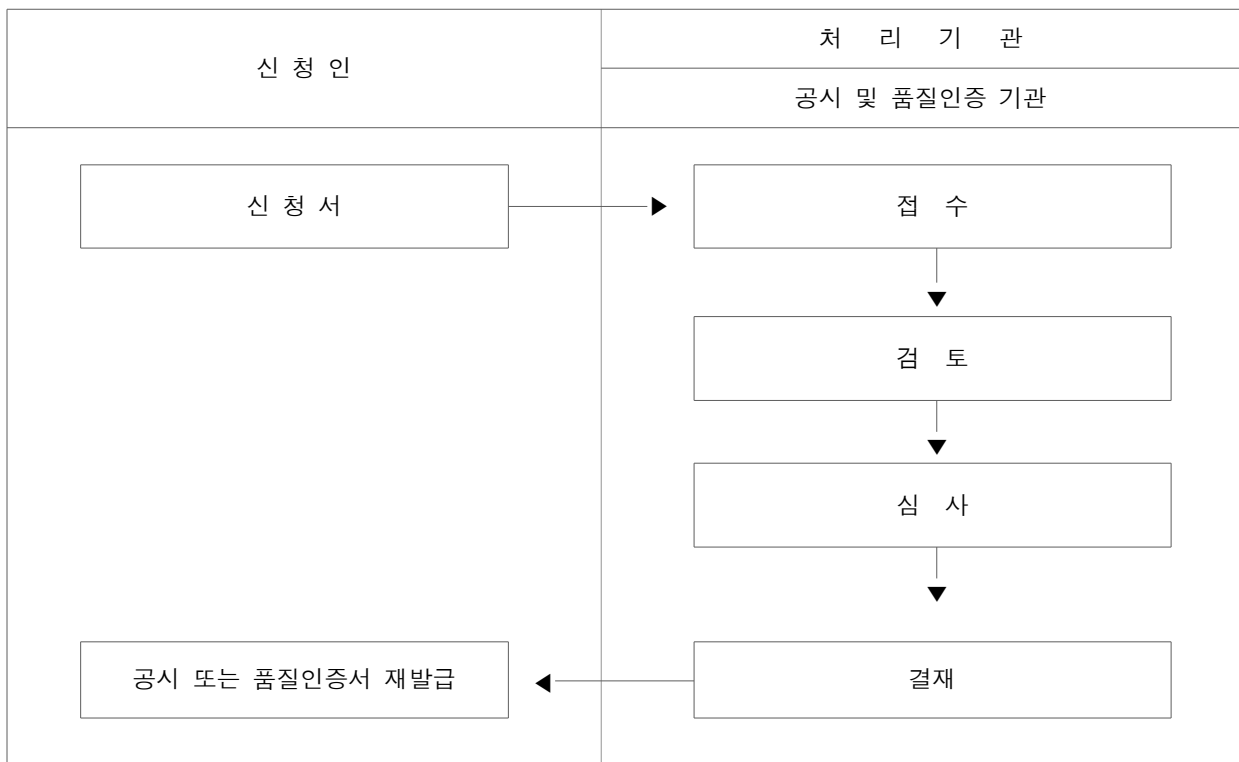 신 청 인
처 리 기 관
공시 및 품질인증 기관
신 청 서
접 수
검 토
심 사
공시 또는 품질인증서 재발급
결재